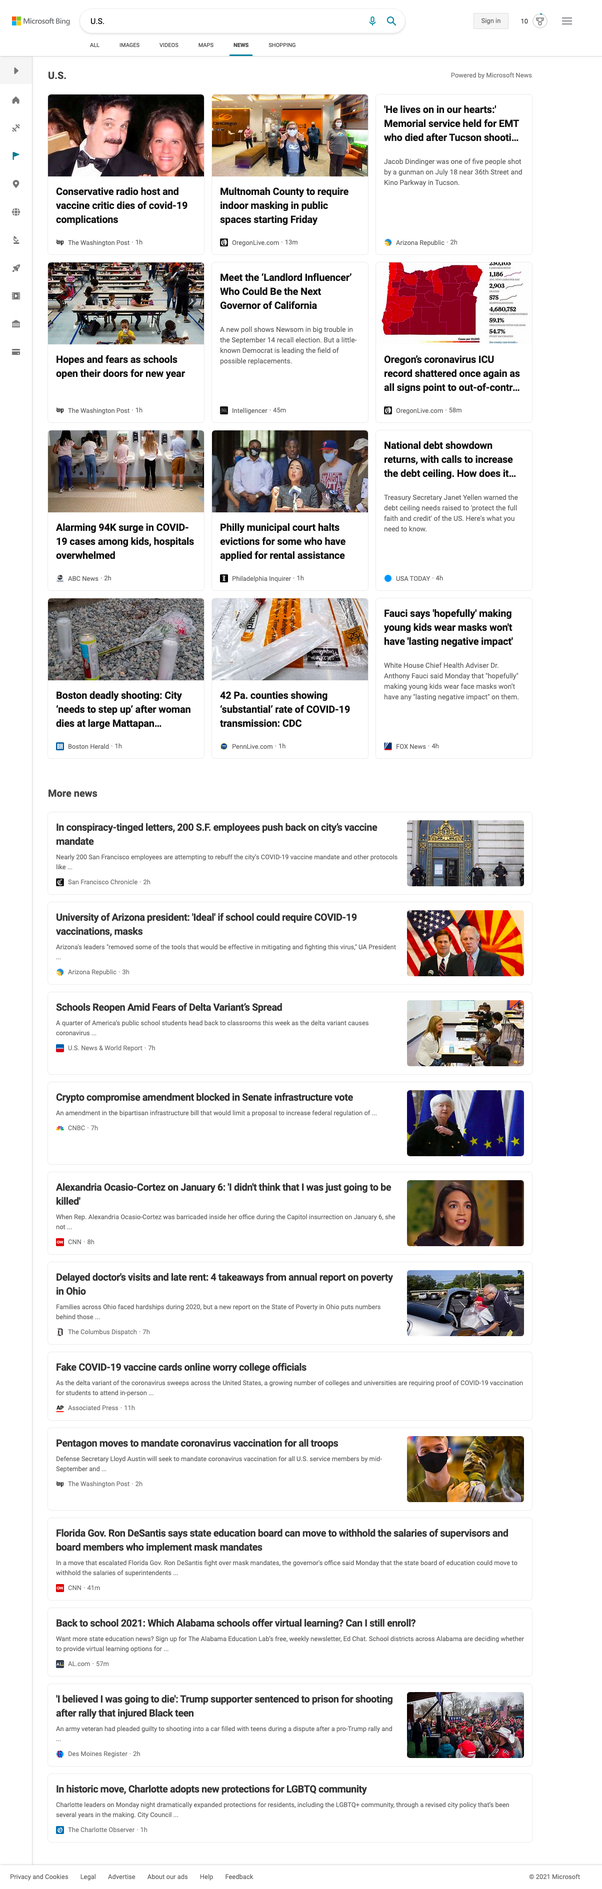 Microsoft Bing
U.S.
Sign in
10
ALL IMAGES VIDEOS MAPS NEWS SHOPPING
U.S.
Powered by Microsoft News
Conservative radio host and
vaccine critic dies of covid-19
complications
The Washington Post · 1h
Multnomah County to require
indoor masking in public
spaces starting Friday
OregonLive.com · 13m
'He lives on in our hearts:'
Memorial service held for EMT
who died after Tucson shooti...
Jacob Dindinger was one of five people shot
by a gunman on July 18 near 36th Street and
Kino Parkway in Tucson.
Arizona Republic · 2h
Hopes and fears as schools
open their doors for new year
The Washington Post · 1h
Meet the 'Landlord Influencer'
Who Could Be the Next
Governor of California
A new poll shows Newsom in big trouble in
the September 14 recall election. But a little-
known Democrat is leading the field of
possible replacements.
Intelligencer · 45m
1,186
2,903
575
4,680,752
59.1%
54.7%
Oregon's coronavirus ICU
record shattered once again as
all signs point to out-of-contr...
OregonLive.com · 58m
Alarming 94K surge in COVID-
19 cases among kids, hospitals
overwhelmed
ABC News · 2h
Philly municipal court halts
evictions for some who have
applied for rental assistance
Philadelphia Inquirer · 1h
National debt showdown
returns, with calls to increase
the debt ceiling. How does it...
Treasury Secretary Janet Yellen warned the
debt ceiling needs raised to 'protect the full
faith and credit' of the US. Here's what you
need to know.
USA TODAY · 4h
Boston deadly shooting: City
'needs to step up' after woman
dies at large Mattapan...
Boston Herald · 1h
42 Pa. counties showing
'substantial' rate of COVID-19
transmission: CDC
PennLive.com · 1h
Fauci says 'hopefully' making
young kids wear masks won't
have 'lasting negative impact'
White House Chief Health Adviser Dr.
Anthony Fauci said Monday that "hopefully"
making young kids wear face masks won't
have any "lasting negative impact" on them.
FOX News · 4h
More news
In conspiracy-tinged letters, 200 S.F. employees push back on city's vaccine
mandate
Nearly 200 San Francisco employees are attempting to rebuff the city's COVID-19 vaccine mandate and other protocols
like ...
San Francisco Chronicle · 2h
University of Arizona president: 'Ideal' if school could require COVID-19
vaccinations, masks
Arizona's leaders "removed some of the tools that would be effective in mitigating and fighting this virus," UA President
...
Arizona Republic · 3h
Schools Reopen Amid Fears of Delta Variant's Spread
A quarter of America's public school students head back to classrooms this week as the delta variant causes
coronavirus ...
U.S. News & World Report · 7h
Crypto compromise amendment blocked in Senate infrastructure vote
An amendment in the bipartisan infrastructure bill that would limit a proposal to increase federal regulation of ...
CNBC · 7h
Alexandria Ocasio-Cortez on January 6: 'I didn't think that I was just going to be
killed'
When Rep. Alexandria Ocasio-Cortez was barricaded inside her office during the Capitol insurrection on January 6, she
not ...
CNN · 8h
Delayed doctor's visits and late rent: 4 takeaways from annual report on poverty
in Ohio
Families across Ohio faced hardships during 2020, but a new report on the State of Poverty in Ohio puts numbers
behind those ...
The Columbus Dispatch · 7h
Fake COVID-19 vaccine cards online worry college officials
As the delta variant of the coronavirus sweeps across the United States, a growing number of colleges and universities are requiring proof of COVID-19 vaccination
for students to attend in-person ...
AP Associated Press · 11h
Pentagon moves to mandate coronavirus vaccination for all troops
Defense Secretary Lloyd Austin will seek to mandate coronavirus vaccination for all U.S. service members by mid-
September and ...
The Washington Post · 2h
Florida Gov. Ron DeSantis says state education board can move to withhold the salaries of supervisors and
board members who implement mask mandates
In a move that escalated Florida Gov. Ron DeSantis fight over mask mandates, the governor's office said Monday that the state board of education could move to
withhold the salaries of superintendents ...
CNN · 41m
Back to school 2021: Which Alabama schools offer virtual learning? Can I still enroll?
Want more state education news? Sign up for The Alabama Education Lab's free, weekly newsletter, Ed Chat. School districts across Alabama are deciding whether
to provide virtual learning options for ...
AL.com · 57m
'I believed I was going to die': Trump supporter sentenced to prison for shooting
after rally that injured Black teen
An army veteran had pleaded guilty to shooting into a car filled with teens during a dispute after a pro-Trump rally and
...
Des Moines Register · 2h
In historic move, Charlotte adopts new protections for LGBTQ community
Charlotte leaders on Monday night dramatically expanded protections for residents, including the LGBTQ+ community, through a revised city policy that's been
several years in the making. City Council ...
The Charlotte Observer · 1h
Privacy and Cookies Legal Advertise About our ads Help Feedback
© 2021 Microsoft